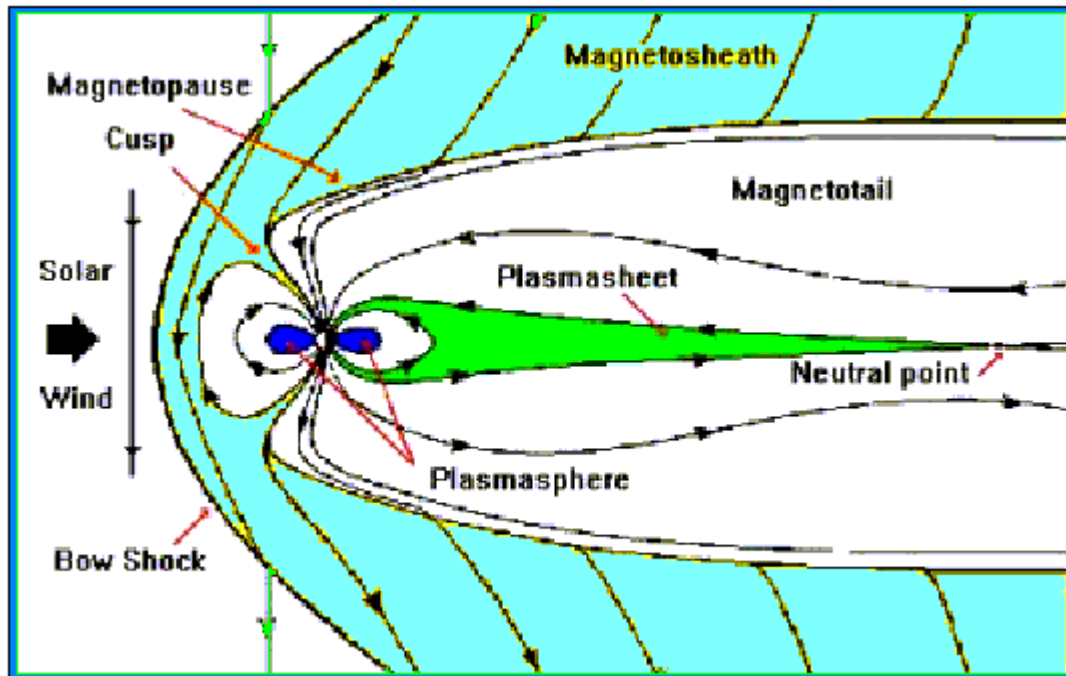 Magnetosheath
Magnetopause
Cusp
Magnetotail
Solar
Plasmasheet
Wind
Neutral point
Plasmasphere
Bow Shock